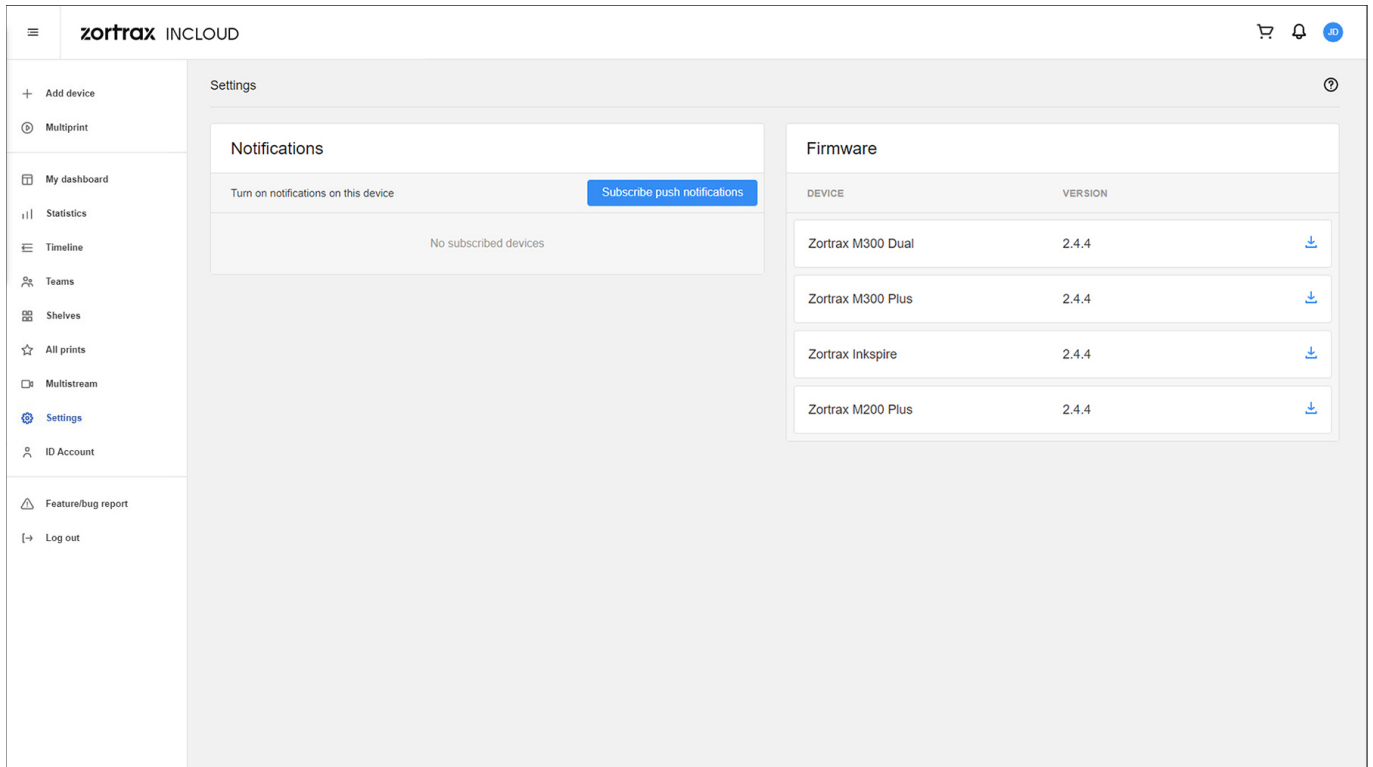 zortrax INCLOUD
JD
Add device
Multiprint
My dashboard
Statistics
Timeline
Teams
Shelves
All prints
Multistream
Settings
ID Account
Feature/bug report
Log out
Settings
Notifications
Turn on notifications on this device
Subscribe push notifications
No subscribed devices
Firmware
DEVICE VERSION
Zortrax M300 Dual 2.4.4
Zortrax M300 Plus 2.4.4
Zortrax Inkspire 2.4.4
Zortrax M200 Plus 2.4.4